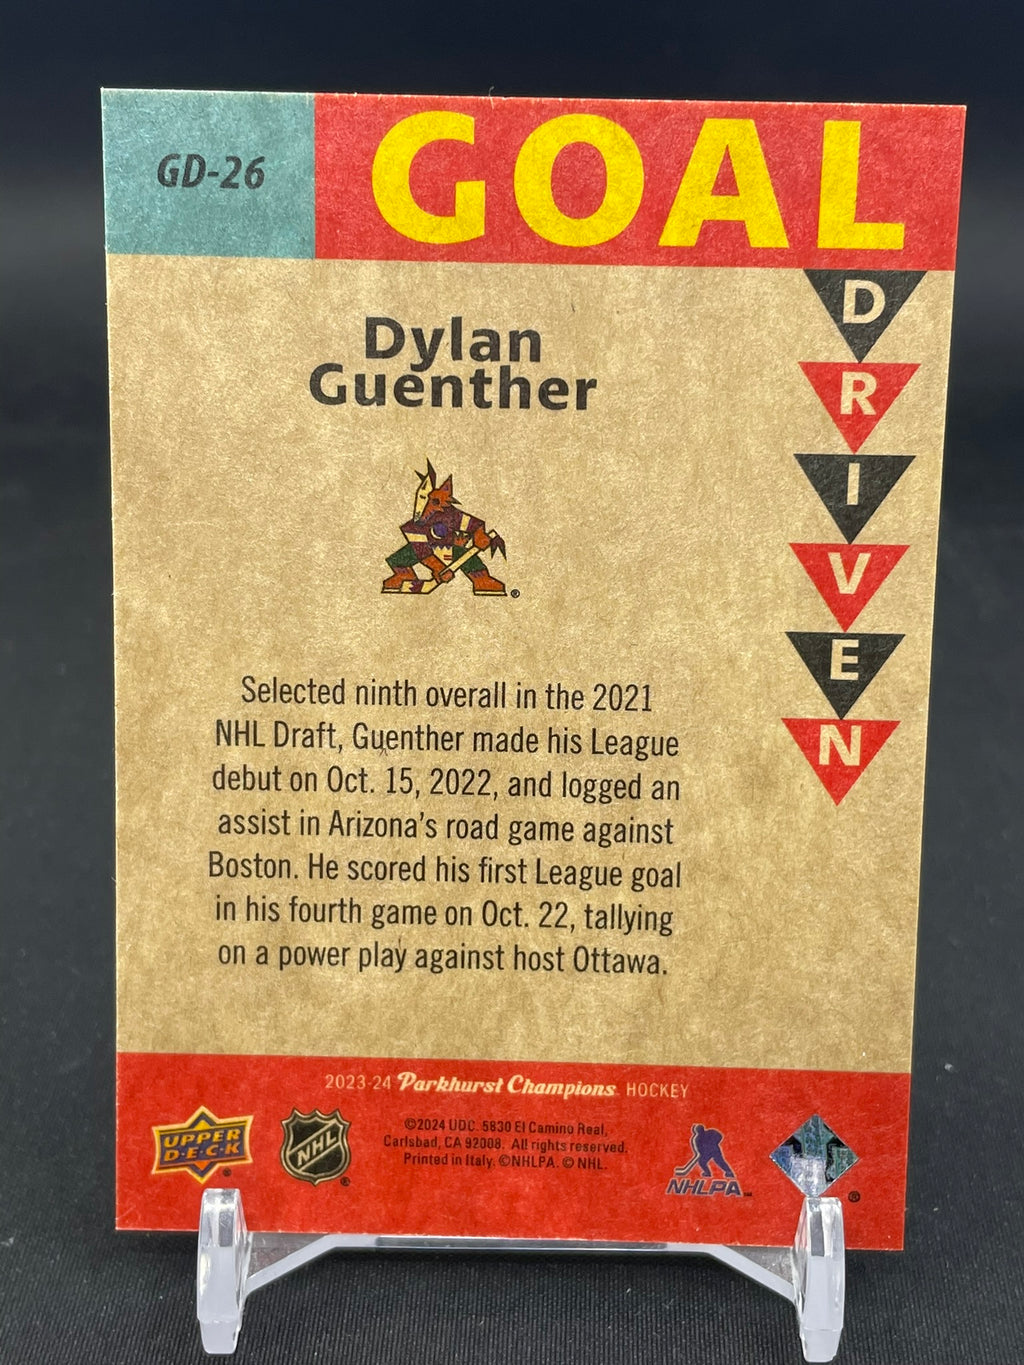 GD-26
GOAL
DRIVEN
Dylan
Guenther
®
Selected ninth overall in the 2021
NHL Draft, Guenther made his League
debut on Oct. 15, 2022, and logged an
assist in Arizona's road game against
Boston. He scored his first League goal
in his fourth game on Oct. 22, tallying
on a power play against host Ottawa.
2023-24 Parkhurst Champions HOCKEY
UPPER
D·E·C·K
®
NHL
®
©2024 UDC. 5830 El Camino Real,
Carlsbad, CA 92008. All rights reserved.
Printed in Italy. ©NHLPA. © NHL.
NHLPA™
®